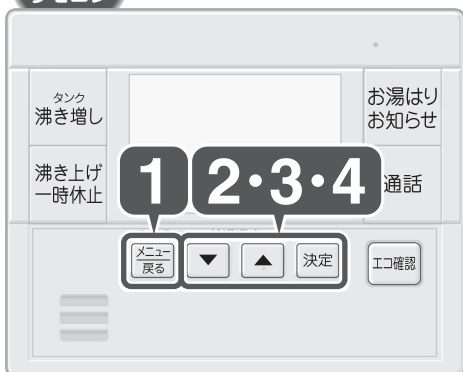 タンク
沸き増し
お湯はり
お知らせ
沸き上げ
一時休止
1
2・3・4
通話
メニュー
戻る
▼
▲
決定
エコ確認